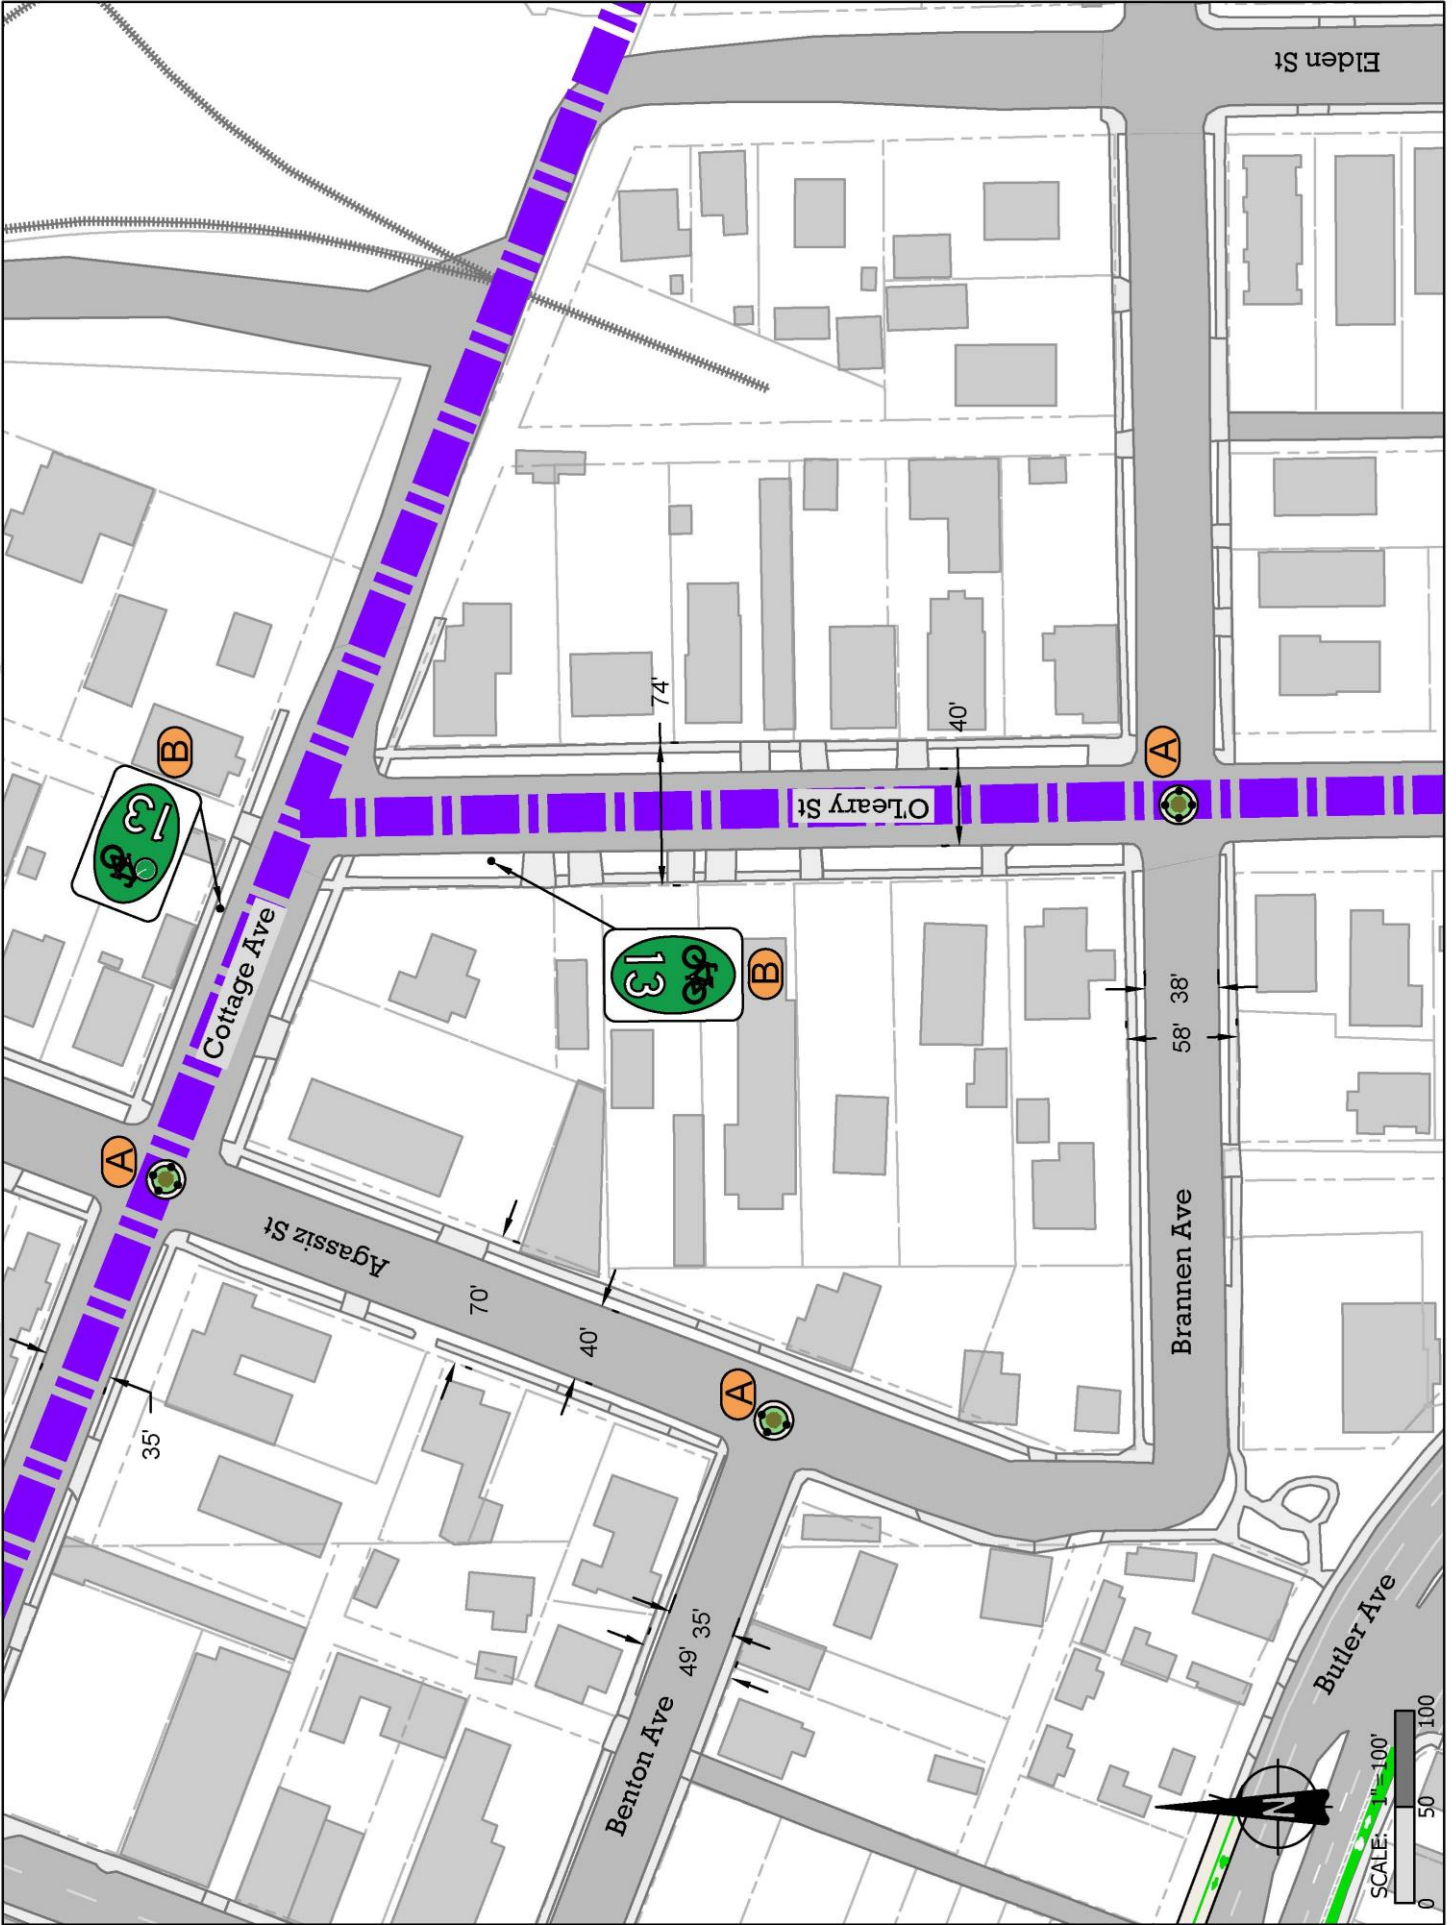 Elden St
B
13
Cottage Ave
A
74'
O'Leary St
40'
A
13
B
38'
58'
Brannen Ave
Agassiz St
70'
40'
A
35'
35'
49'
Benton Ave
Butler Ave
N
SCALE: 1"=100'
0 50 100